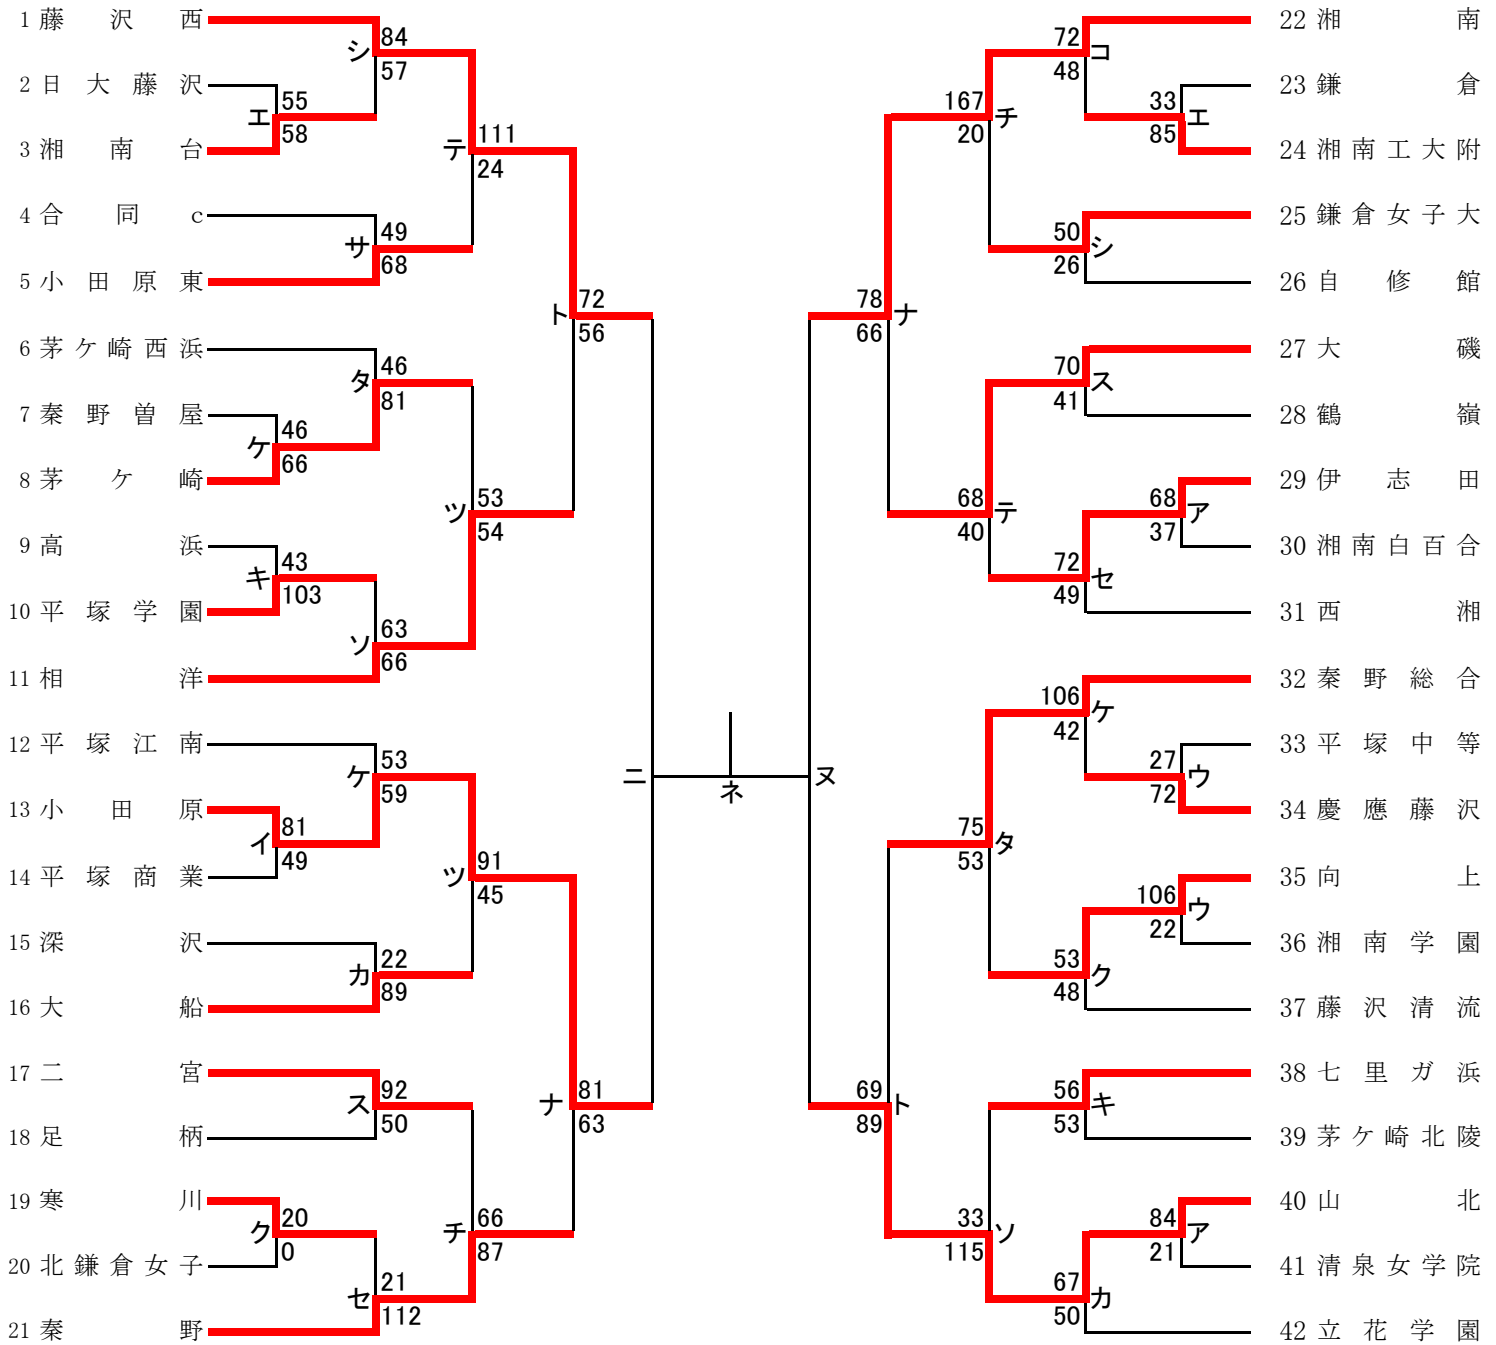 1 藤沢西
2 日大藤沢
3 湘南台
4 合同c
5 小田原東
6 茅ケ崎西浜
7 秦野曽屋
8 茅ケ崎
9 高浜
10 平塚学園
11 相洋
12 平塚江南
13 小田原
14 平塚商業
15 深沢
16 大船
17 二宮
18 足柄
19 寒川
20 北鎌倉女子
21 秦野
エ 55 58
ケ 46 66
キ 43 103
イ 81 49
ク 20 0
シ 84 57
サ 49 68
タ 46 81
ソ 63 66
ケ 53 59
カ 22 89
ス 92 50
セ 21 112
テ 111 24
ツ 53 54
ツ 91 45
チ 66 87
ト 72 56
ナ 81 63
ニ
ネ
ヌ
78 66 ナ
69 89 ト
167 20 チ
68 40 テ
75 53 タ
33 115 ソ
72 48 コ
50 26 シ
70 41 ス
72 49 セ
106 42 ケ
53 48 ク
56 53 キ
67 50 カ
33 85 エ
68 37 ア
27 72 ウ
106 22 ウ
84 21 ア
22 湘南
23 鎌倉
24 湘南工大附
25 鎌倉女子大
26 自修館
27 大磯
28 鶴嶺
29 伊志田
30 湘南白百合
31 西湘
32 秦野総合
33 平塚中等
34 慶應藤沢
35 向上
36 湘南学園
37 藤沢清流
38 七里ガ浜
39 茅ケ崎北陵
40 山北
41 清泉女学院
42 立花学園